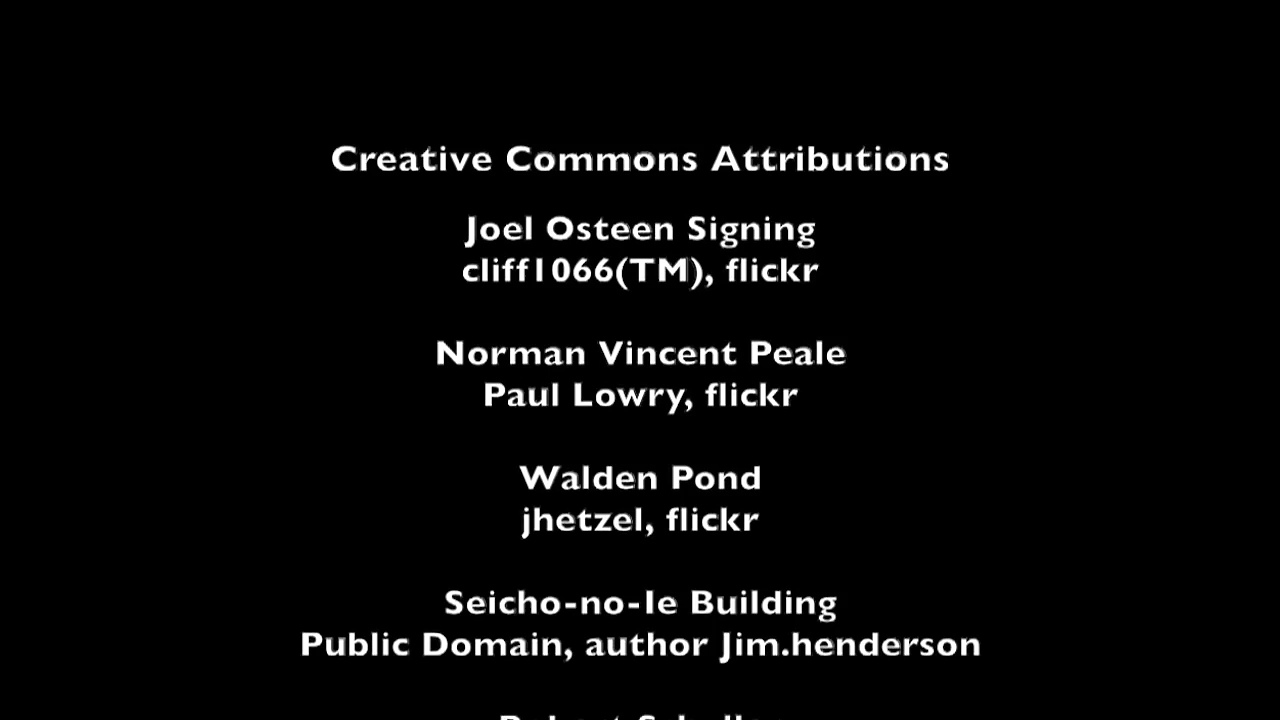 Creative Commons Attributions
Joel Osteen Signing
cliff1066(TM), flickr
Norman Vincent Peale
Paul Lowry, flickr
Walden Pond
jhetzel, flickr
Seicho-no-Ie Building
Public Domain, author Jim.henderson